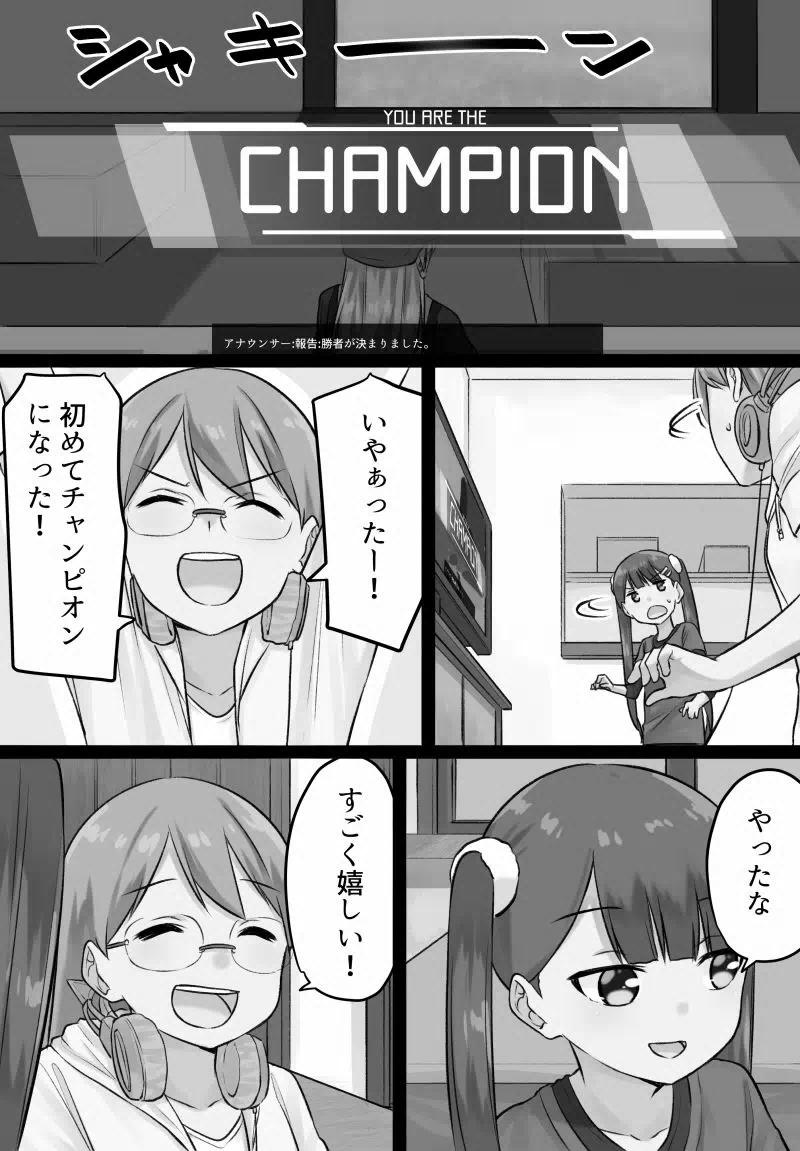 シャキーン
YOU ARE THE
CHAMPION
アナウンサー:報告:勝者が決まりました。
CHAMPION
いやぁったー!
初めてチャンピオン
になった!
やったな
すごく嬉しい!